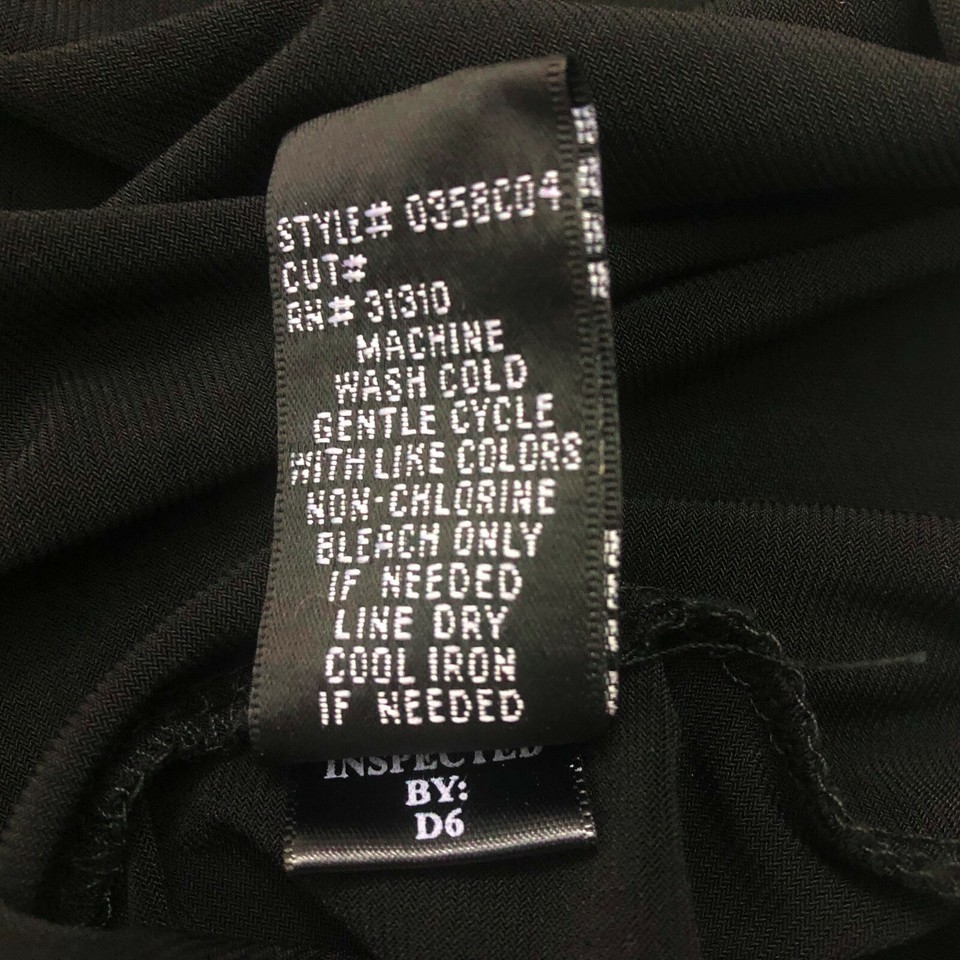 STYLE# 0358C04
CUT#
RN# 31310
MACHINE
WASH COLD
GENTLE CYCLE
WITH LIKE COLORS
NON-CHLORINE
BLEACH ONLY
IF NEEDED
LINE DRY
COOL IRON
IF NEEDED
INSPECTED
BY:
D6